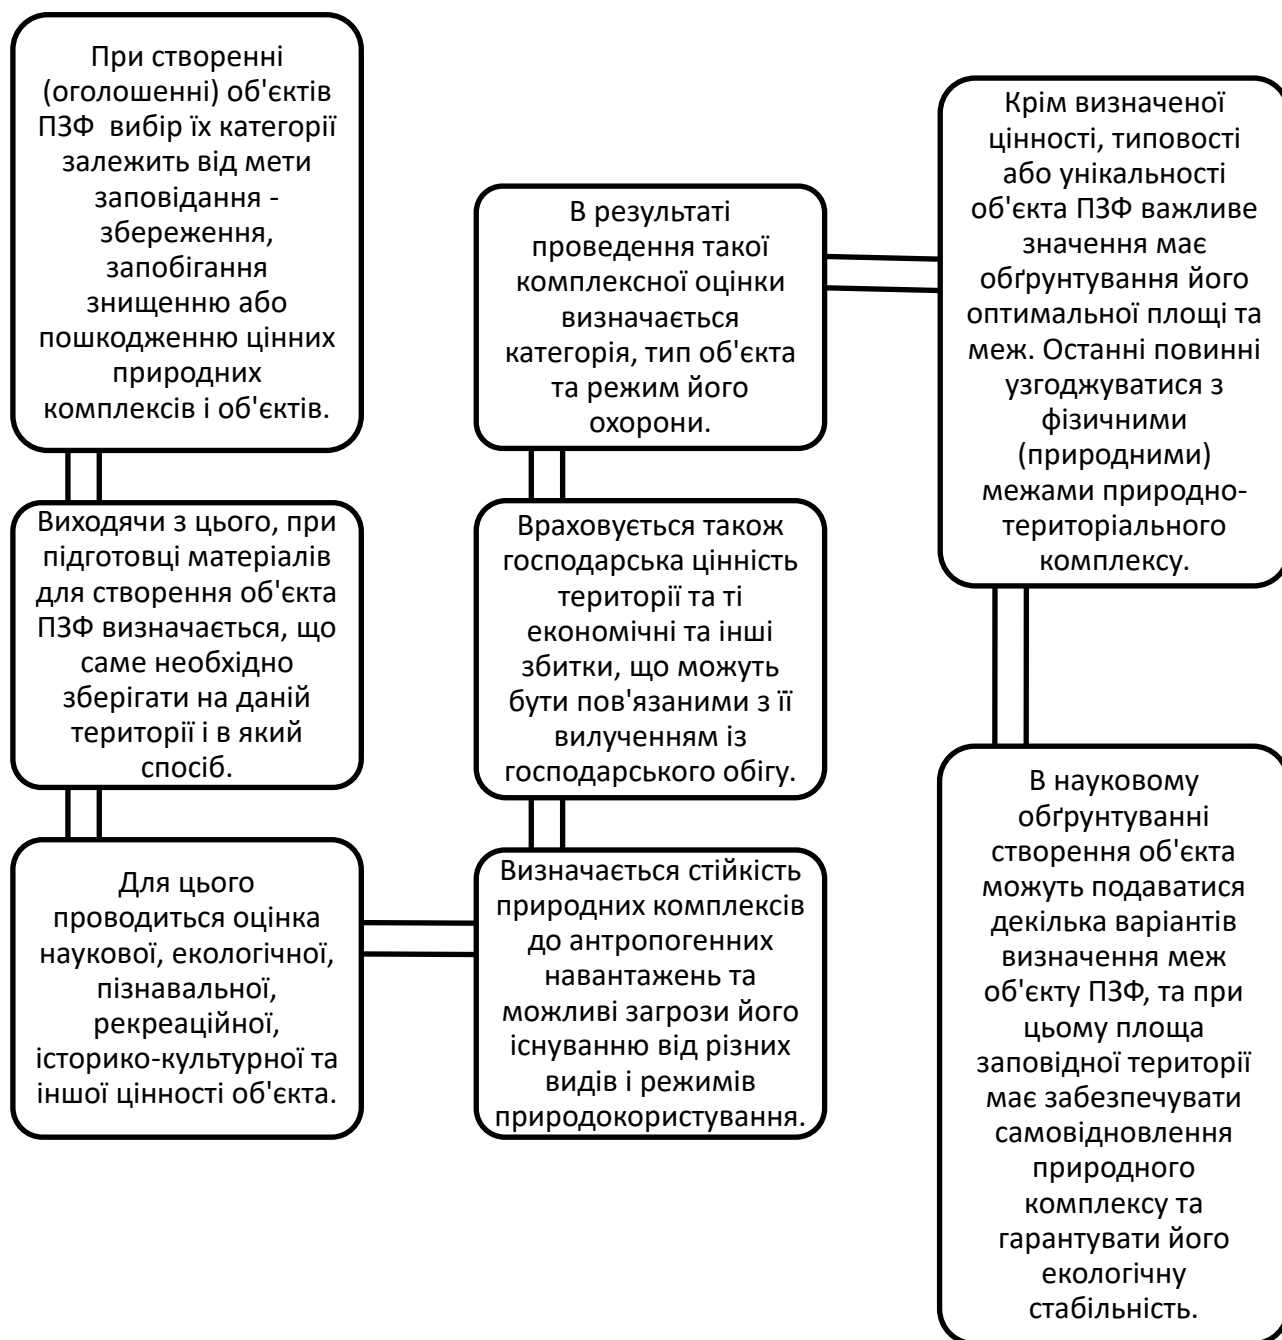 При створенні
(оголошенні) об'єктів
ПЗФ  вибір їх категорії
залежить від мети
заповідання -
збереження,
запобігання
знищенню або
пошкодженню цінних
природних
комплексів і об'єктів.
Виходячи з цього, при
підготовці матеріалів
для створення об'єкта
ПЗФ визначається, що
саме необхідно
зберігати на даній
території і в який
спосіб.
Для цього
проводиться оцінка
наукової, екологічної,
пізнавальної,
рекреаційної,
історико-культурної та
іншої цінності об'єкта.
Визначається стійкість
природних комплексів
до антропогенних
навантажень та
можливі загрози його
існуванню від різних
видів і режимів
природокористування.
Враховується також
господарська цінність
території та ті
економічні та інші
збитки, що можуть
бути пов'язаними з її
вилученням із
господарського обігу.
В результаті
проведення такої
комплексної оцінки
визначається
категорія, тип об'єкта
та режим його
охорони.
Крім визначеної
цінності, типовості
або унікальності
об'єкта ПЗФ важливе
значення має
обґрунтування його
оптимальної площі та
меж. Останні повинні
узгоджуватися з
фізичними
(природними)
межами природно-
територіального
комплексу.
В науковому
обґрунтуванні
створення об'єкта
можуть подаватися
декілька варіантів
визначення меж
об'єкту ПЗФ, та при
цьому площа
заповідної території
має забезпечувати
самовідновлення
природного
комплексу та
гарантувати його
екологічну
стабільність.